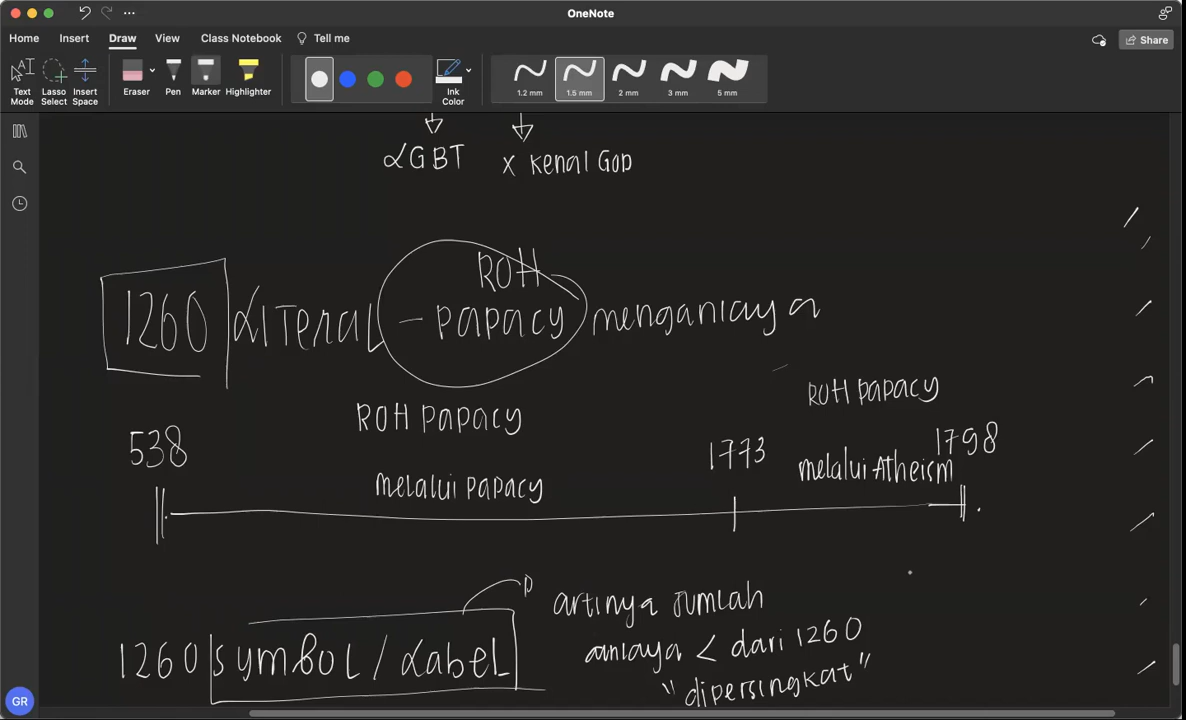 OneNote
Home Insert Draw View Class Notebook Tell me
Share
Text Mode
Lasso Select
Insert Space
Eraser
Pen
Marker
Highlighter
Ink Color
1.2 mm
1.5 mm
2 mm
3 mm
5 mm
LGBT x kenal GOD
ROH
1260 LITeral - papacy menganiaya
ROH papacy
ROH papacy
538 1773 1798
melalui papacy melalui Atheism
artinya jumlah
1260 symbol / Label aniaya < dari 1260
"dipersingkat"
GR